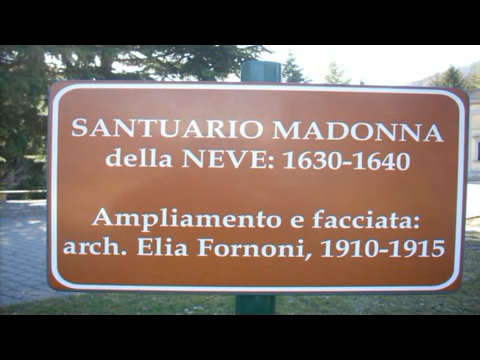 SANTUARIO MADONNA
della NEVE: 1630-1640
Ampliamento e facciata:
arch. Elia Fornoni, 1910-1915